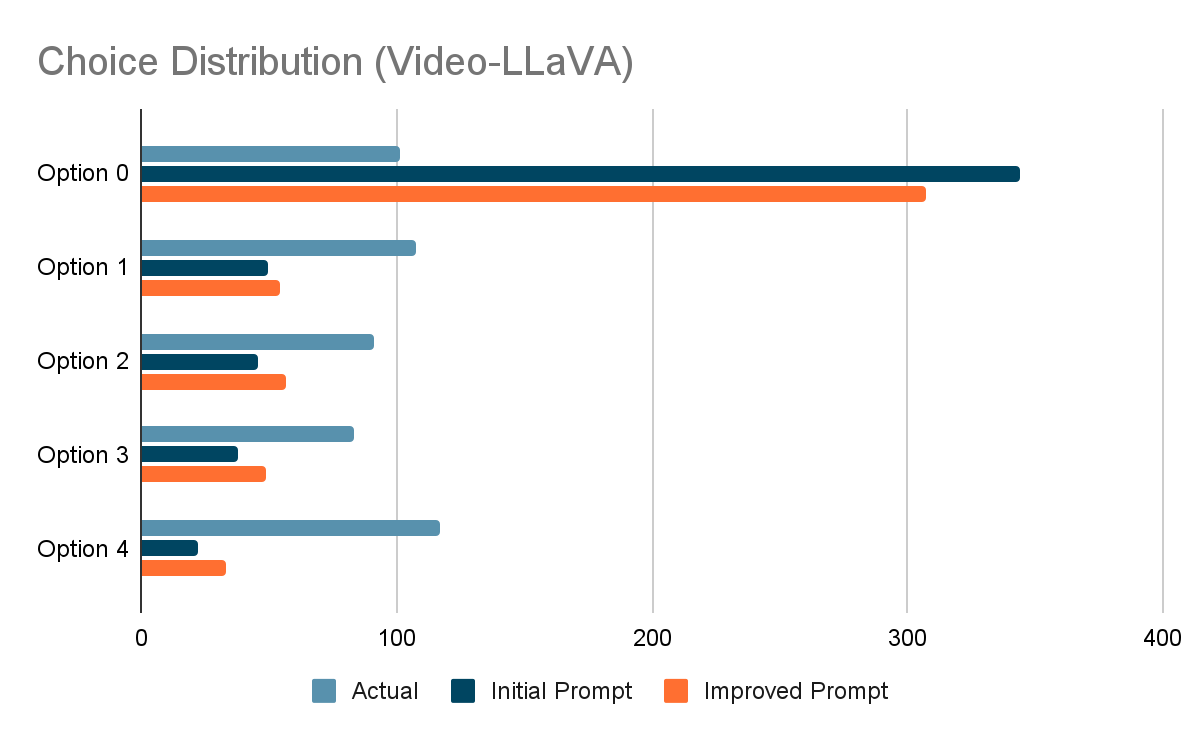 Choice Distribution (Video-LLaVA)
Option 0
Option 1
Option 2
Option 3
Option 4
0 100 200 300 400
Actual Initial Prompt Improved Prompt